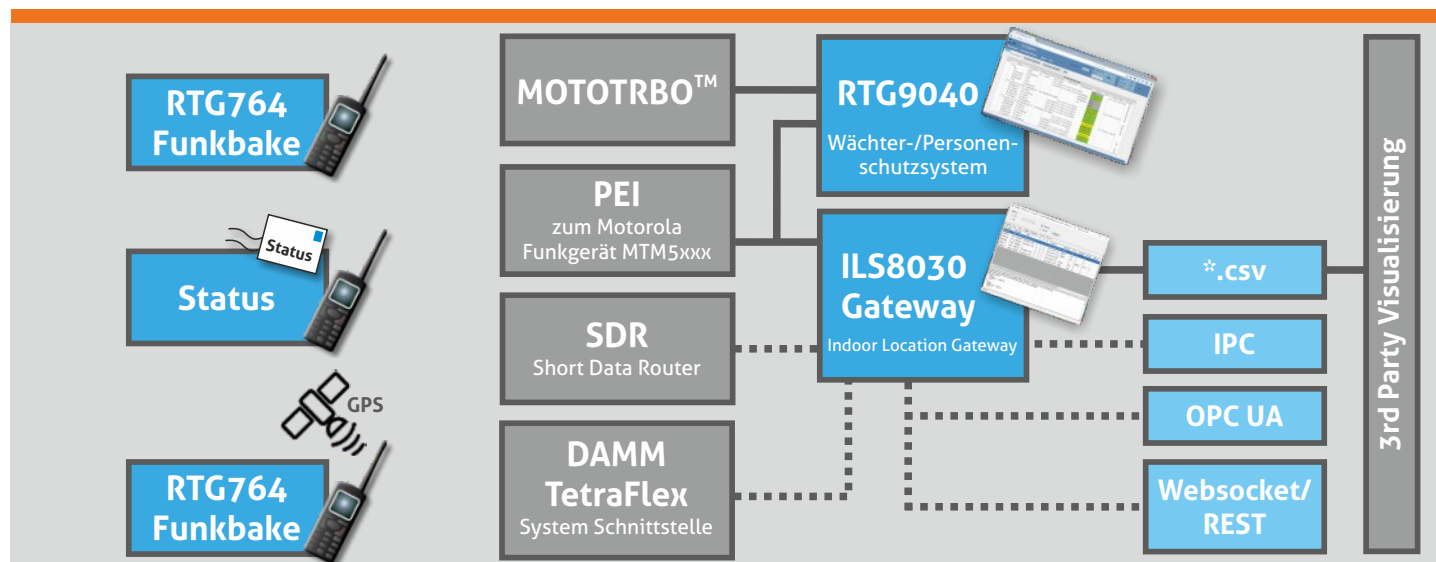 RTG764
Funkbake
Status
Status
GPS
RTG764
Funkbake
MOTOTRBO™
PEI
zum Motorola
Funkgerät MTM5xxx
SDR
Short Data Router
DAMM
TetraFlex
System Schnittstelle
RTG9040
Wächter-/Personen-
schutzsystem
ILS8030
Gateway
Indoor Location Gateway
*.csv
IPC
OPC UA
Websocket/
REST
3rd Party Visualisierung